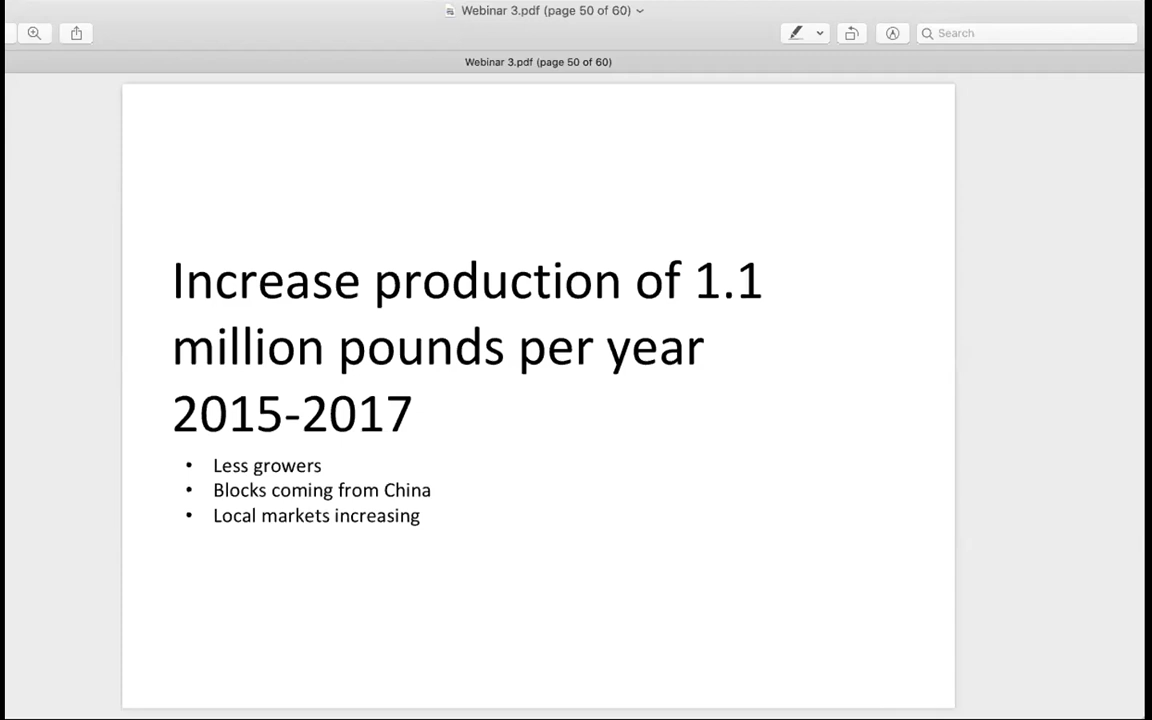 Webinar 3.pdf (page 50 of 60)
Search
Webinar 3.pdf (page 50 of 60)
Increase production of 1.1
million pounds per year
2015-2017
• Less growers
• Blocks coming from China
• Local markets increasing